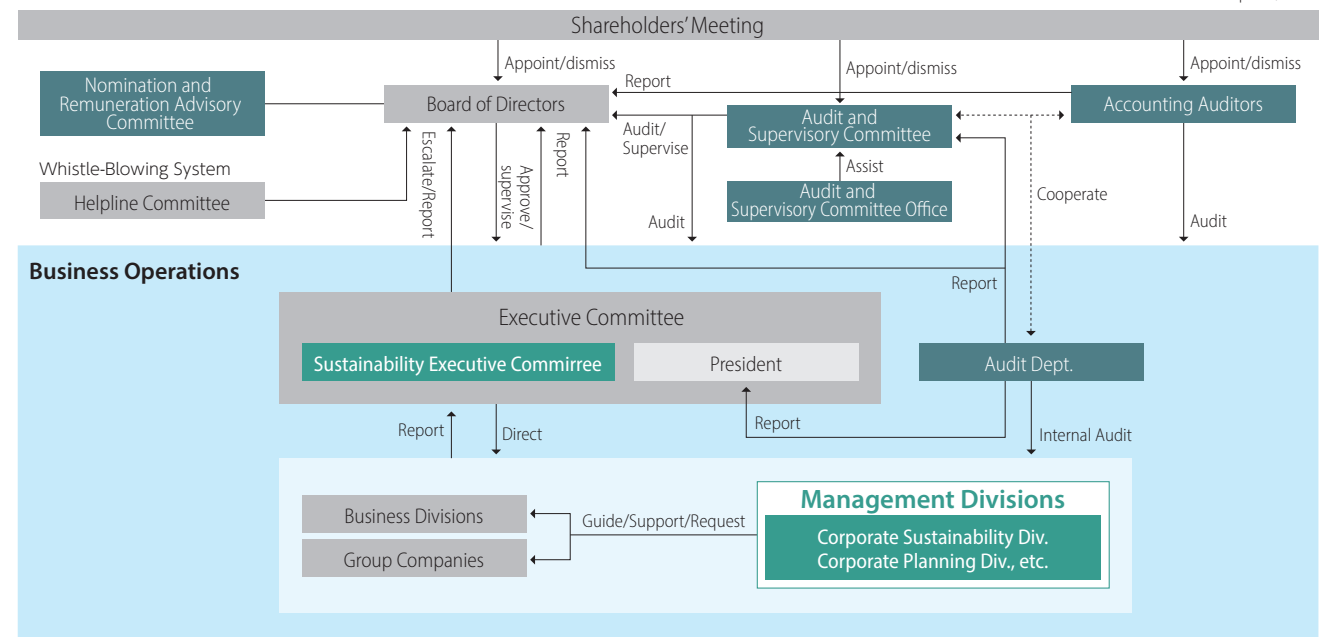 Shareholders' Meeting
Appoint/dismiss
Appoint/dismiss
Appoint/dismiss
Nomination and
Remuneration Advisory
Committee
Board of Directors
Report
Audit and
Supervisory Committee
Accounting Auditors
Audit/
Supervise
Whistle-Blowing System
Helpline Committee
Escalate/Report
Approve/
supervise
Report
Assist
Audit and
Supervisory Committee Office
Cooperate
Audit
Audit
Business Operations
Report
Executive Committee
Sustainability Executive Commirree
President
Audit Dept.
Report
Direct
Report
Internal Audit
Business Divisions
Group Companies
Guide/Support/Request
Management Divisions
Corporate Sustainability Div.
Corporate Planning Div., etc.